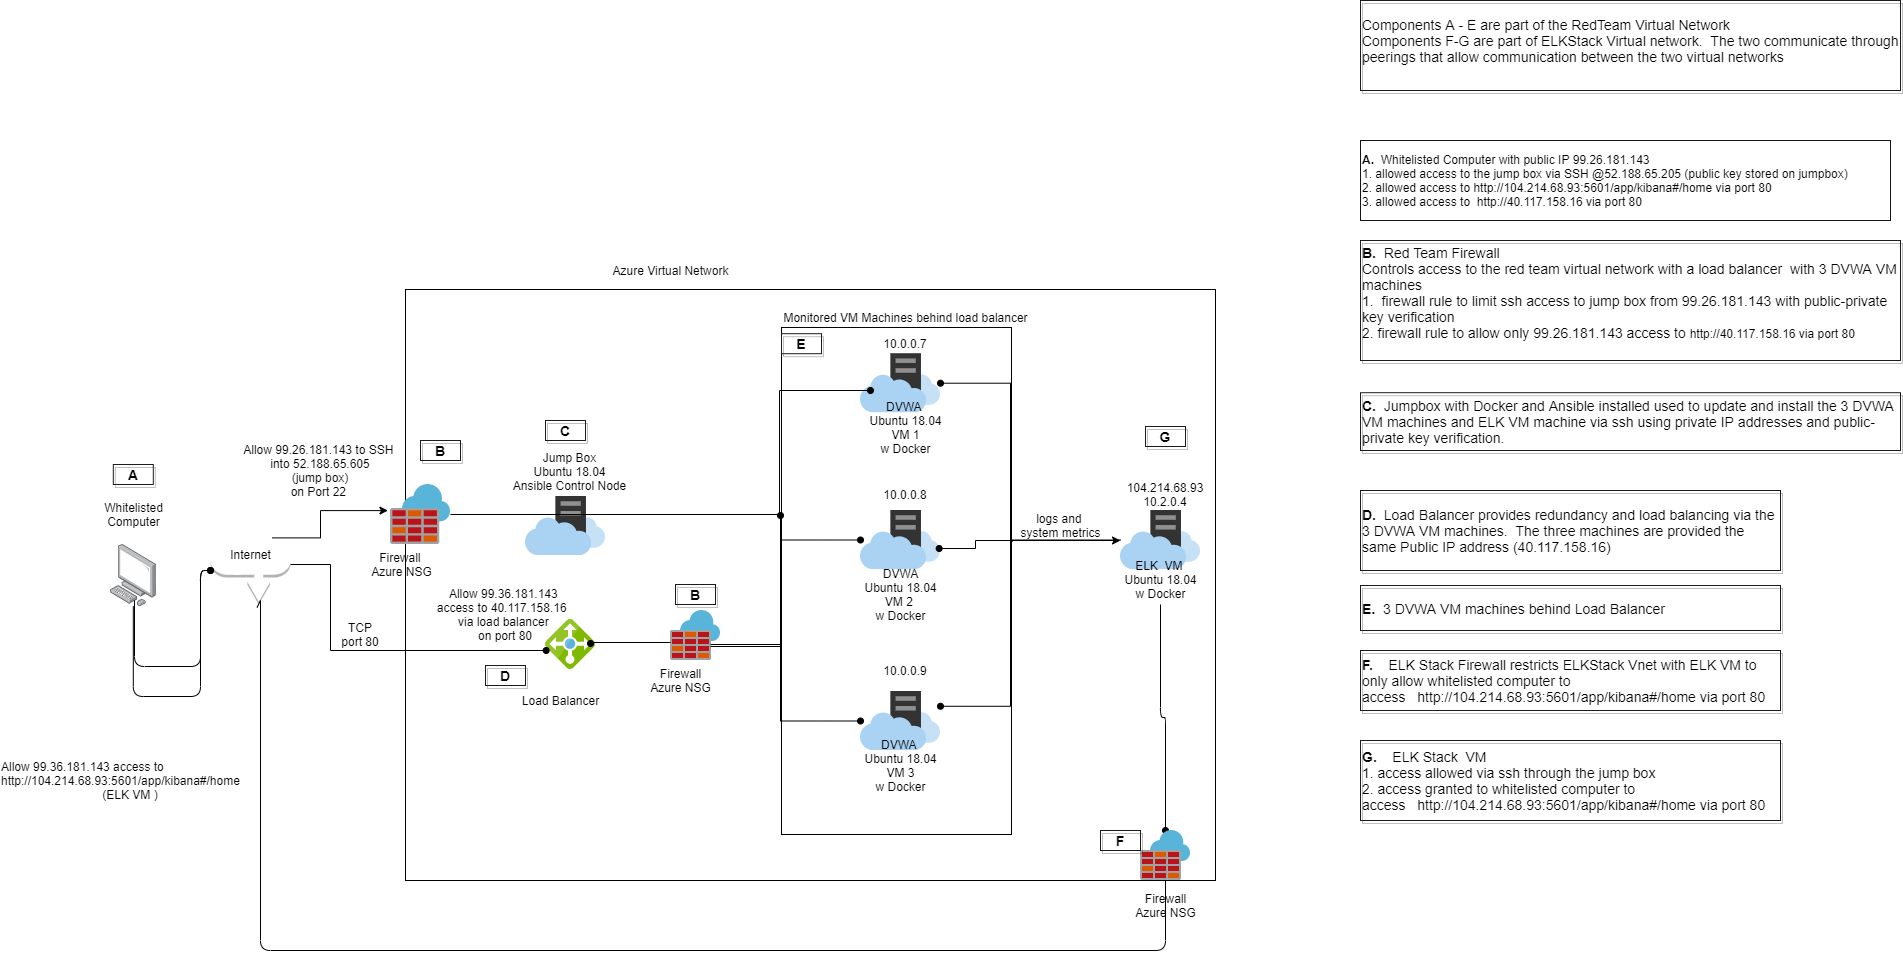 Components A - E are part of the RedTeam Virtual Network
Components F-G are part of ELKStack Virtual network.  The two communicate through
peerings that allow communication between the two virtual networks
A.  Whitelisted Computer with public IP 99.26.181.143
1. allowed access to the jump box via SSH @52.188.65.205 (public key stored on jumpbox)
2. allowed access to http://104.214.68.93:5601/app/kibana#/home via port 80
3. allowed access to  http://40.117.158.16 via port 80
B.  Red Team Firewall
Controls access to the red team virtual network with a load balancer  with 3 DVWA VM
machines
1.  firewall rule to limit ssh access to jump box from 99.26.181.143 with public-private
key verification
2. firewall rule to allow only 99.26.181.143 access to http://40.117.158.16 via port 80
C.  Jumpbox with Docker and Ansible installed used to update and install the 3 DVWA
VM machines and ELK VM machine via ssh using private IP addresses and public-
private key verification.
D.  Load Balancer provides redundancy and load balancing via the
3 DVWA VM machines.  The three machines are provided the
same Public IP address (40.117.158.16)
E.  3 DVWA VM machines behind Load Balancer
F.    ELK Stack Firewall restricts ELKStack Vnet with ELK VM to
only allow whitelisted computer to
access   http://104.214.68.93:5601/app/kibana#/home via port 80
G.    ELK Stack  VM
1. access allowed via ssh through the jump box
2. access granted to whitelisted computer to
access   http://104.214.68.93:5601/app/kibana#/home via port 80
Azure Virtual Network
Monitored VM Machines behind load balancer
A
Whitelisted
Computer
Internet
Allow 99.26.181.143 to SSH
into 52.188.65.605
(jump box)
on Port 22
B
Firewall
Azure NSG
C
Jump Box
Ubuntu 18.04
Ansible Control Node
TCP
port 80
Allow 99.36.181.143
access to 40.117.158.16
via load balancer
on port 80
D
Load Balancer
B
Firewall
Azure NSG
E
10.0.0.7
DVWA
Ubuntu 18.04
VM 1
w Docker
10.0.0.8
DVWA
Ubuntu 18.04
VM 2
w Docker
10.0.0.9
DVWA
Ubuntu 18.04
VM 3
w Docker
logs and
system metrics
G
104.214.68.93
10.2.0.4
ELK  VM
Ubuntu 18.04
w Docker
F
Firewall
Azure NSG
Allow 99.36.181.143 access to
http://104.214.68.93:5601/app/kibana#/home
(ELK VM )